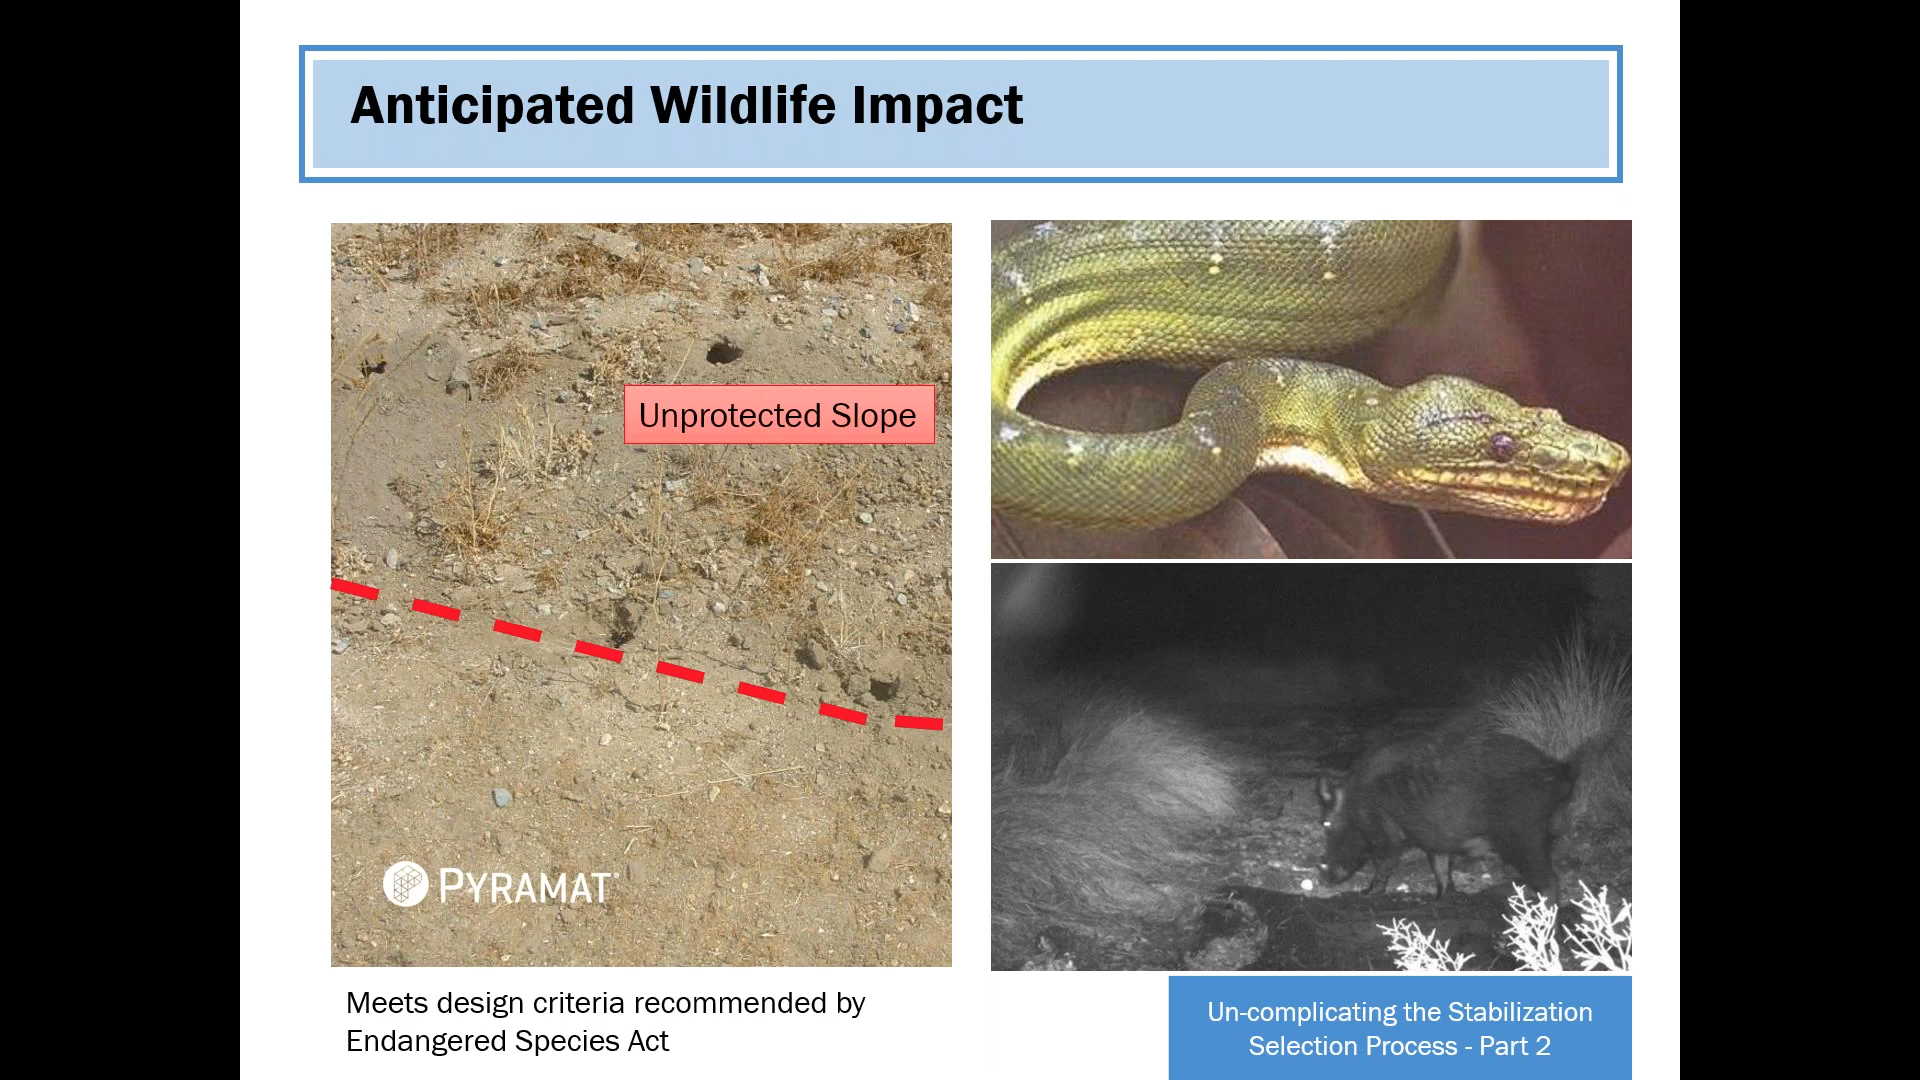 Anticipated Wildlife Impact
Unprotected Slope
PYRAMAT®
Meets design criteria recommended by
Endangered Species Act
Un-complicating the Stabilization
Selection Process - Part 2